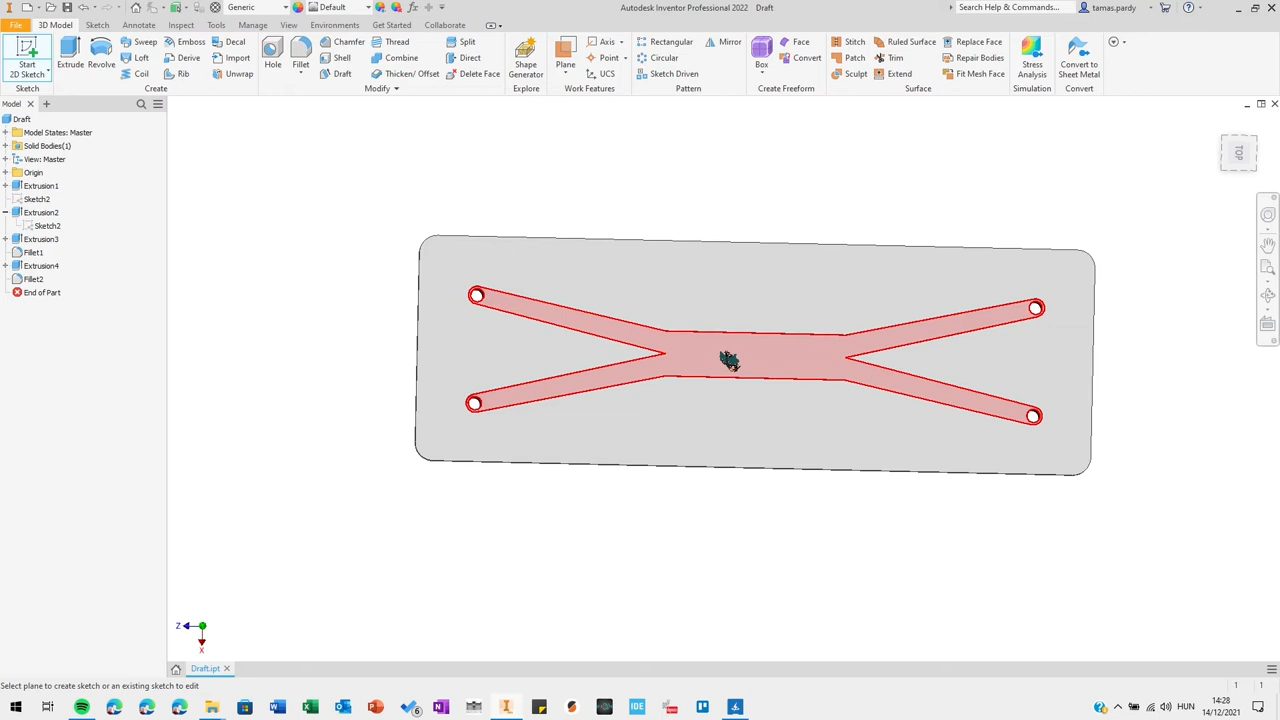 Generic Default Autodesk Inventor Professional 2022 Draft Search Help & Commands... tamas.pardy
File 3D Model Sketch Annotate Inspect Tools Manage View Environments Get Started Collaborate
Start
2D Sketch
Extrude Revolve
Sweep Emboss Decal
Loft Derive Import
Coil Rib Unwrap
Hole Fillet
Chamfer Thread Split
Shell Combine Direct
Draft Thicken/ Offset Delete Face
Shape
Generator
Plane
Axis
Point
UCS
Rectangular Mirror
Circular
Sketch Driven
Box
Face
Convert
Stitch Ruled Surface Replace Face
Patch Trim Repair Bodies
Sculpt Extend Fit Mesh Face
Stress
Analysis
Convert to
Sheet Metal
Sketch Create Modify Explore Work Features Pattern Create Freeform Surface Simulation Convert
Model
Draft
Model States: Master
Solid Bodies(1)
View: Master
Origin
Extrusion1
Sketch2
Extrusion2
Sketch2
Extrusion3
Fillet1
Extrusion4
Fillet2
End of Part
TOP
Z
X
Draft.ipt
Select plane to create sketch or an existing sketch to edit 1 1
HUN
14:28
14/12/2021